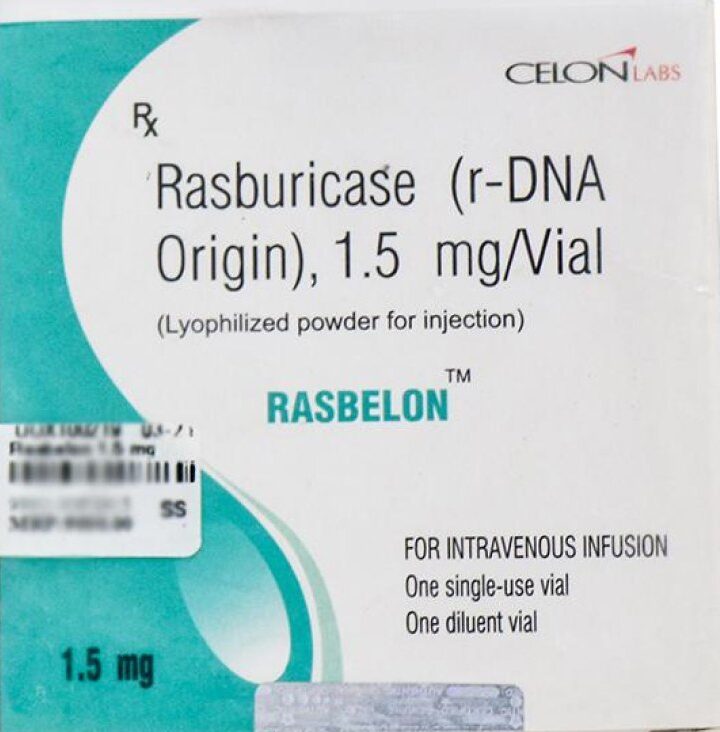 CELON LABS
Rx
Rasburicase (r-DNA
Origin), 1.5 mg/Vial
(Lyophilized powder for injection)
RASBELON™
Rasbelon 1.5 mg
SS
FOR INTRAVENOUS INFUSION
One single-use vial
One diluent vial
1.5 mg